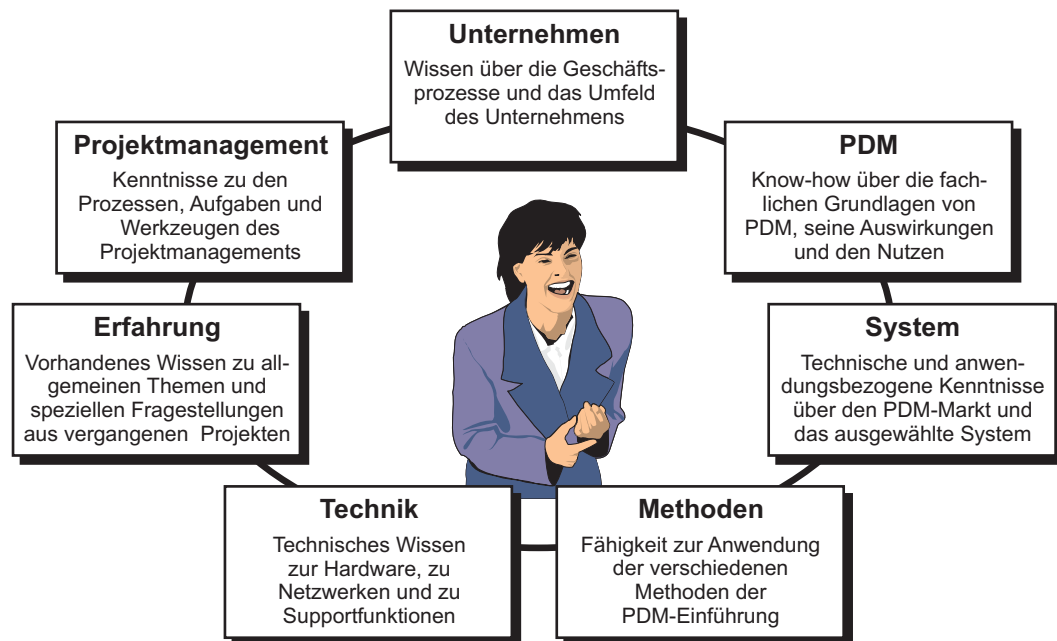 Unternehmen
Wissen über die Geschäfts-
prozesse und das Umfeld
des Unternehmens
Projektmanagement
Kenntnisse zu den
Prozessen, Aufgaben und
Werkzeugen des
Projektmanagements
PDM
Know-how über die fach-
lichen Grundlagen von
PDM, seine Auswirkungen
und den Nutzen
Erfahrung
Vorhandenes Wissen zu all-
gemeinen Themen und
speziellen Fragestellungen
aus vergangenen Projekten
System
Technische und anwen-
dungsbezogene Kenntnisse
über den PDM-Markt und
das ausgewählte System
Technik
Technisches Wissen
zur Hardware, zu
Netzwerken und zu
Supportfunktionen
Methoden
Fähigkeit zur Anwendung
der verschiedenen
Methoden der
PDM-Einführung